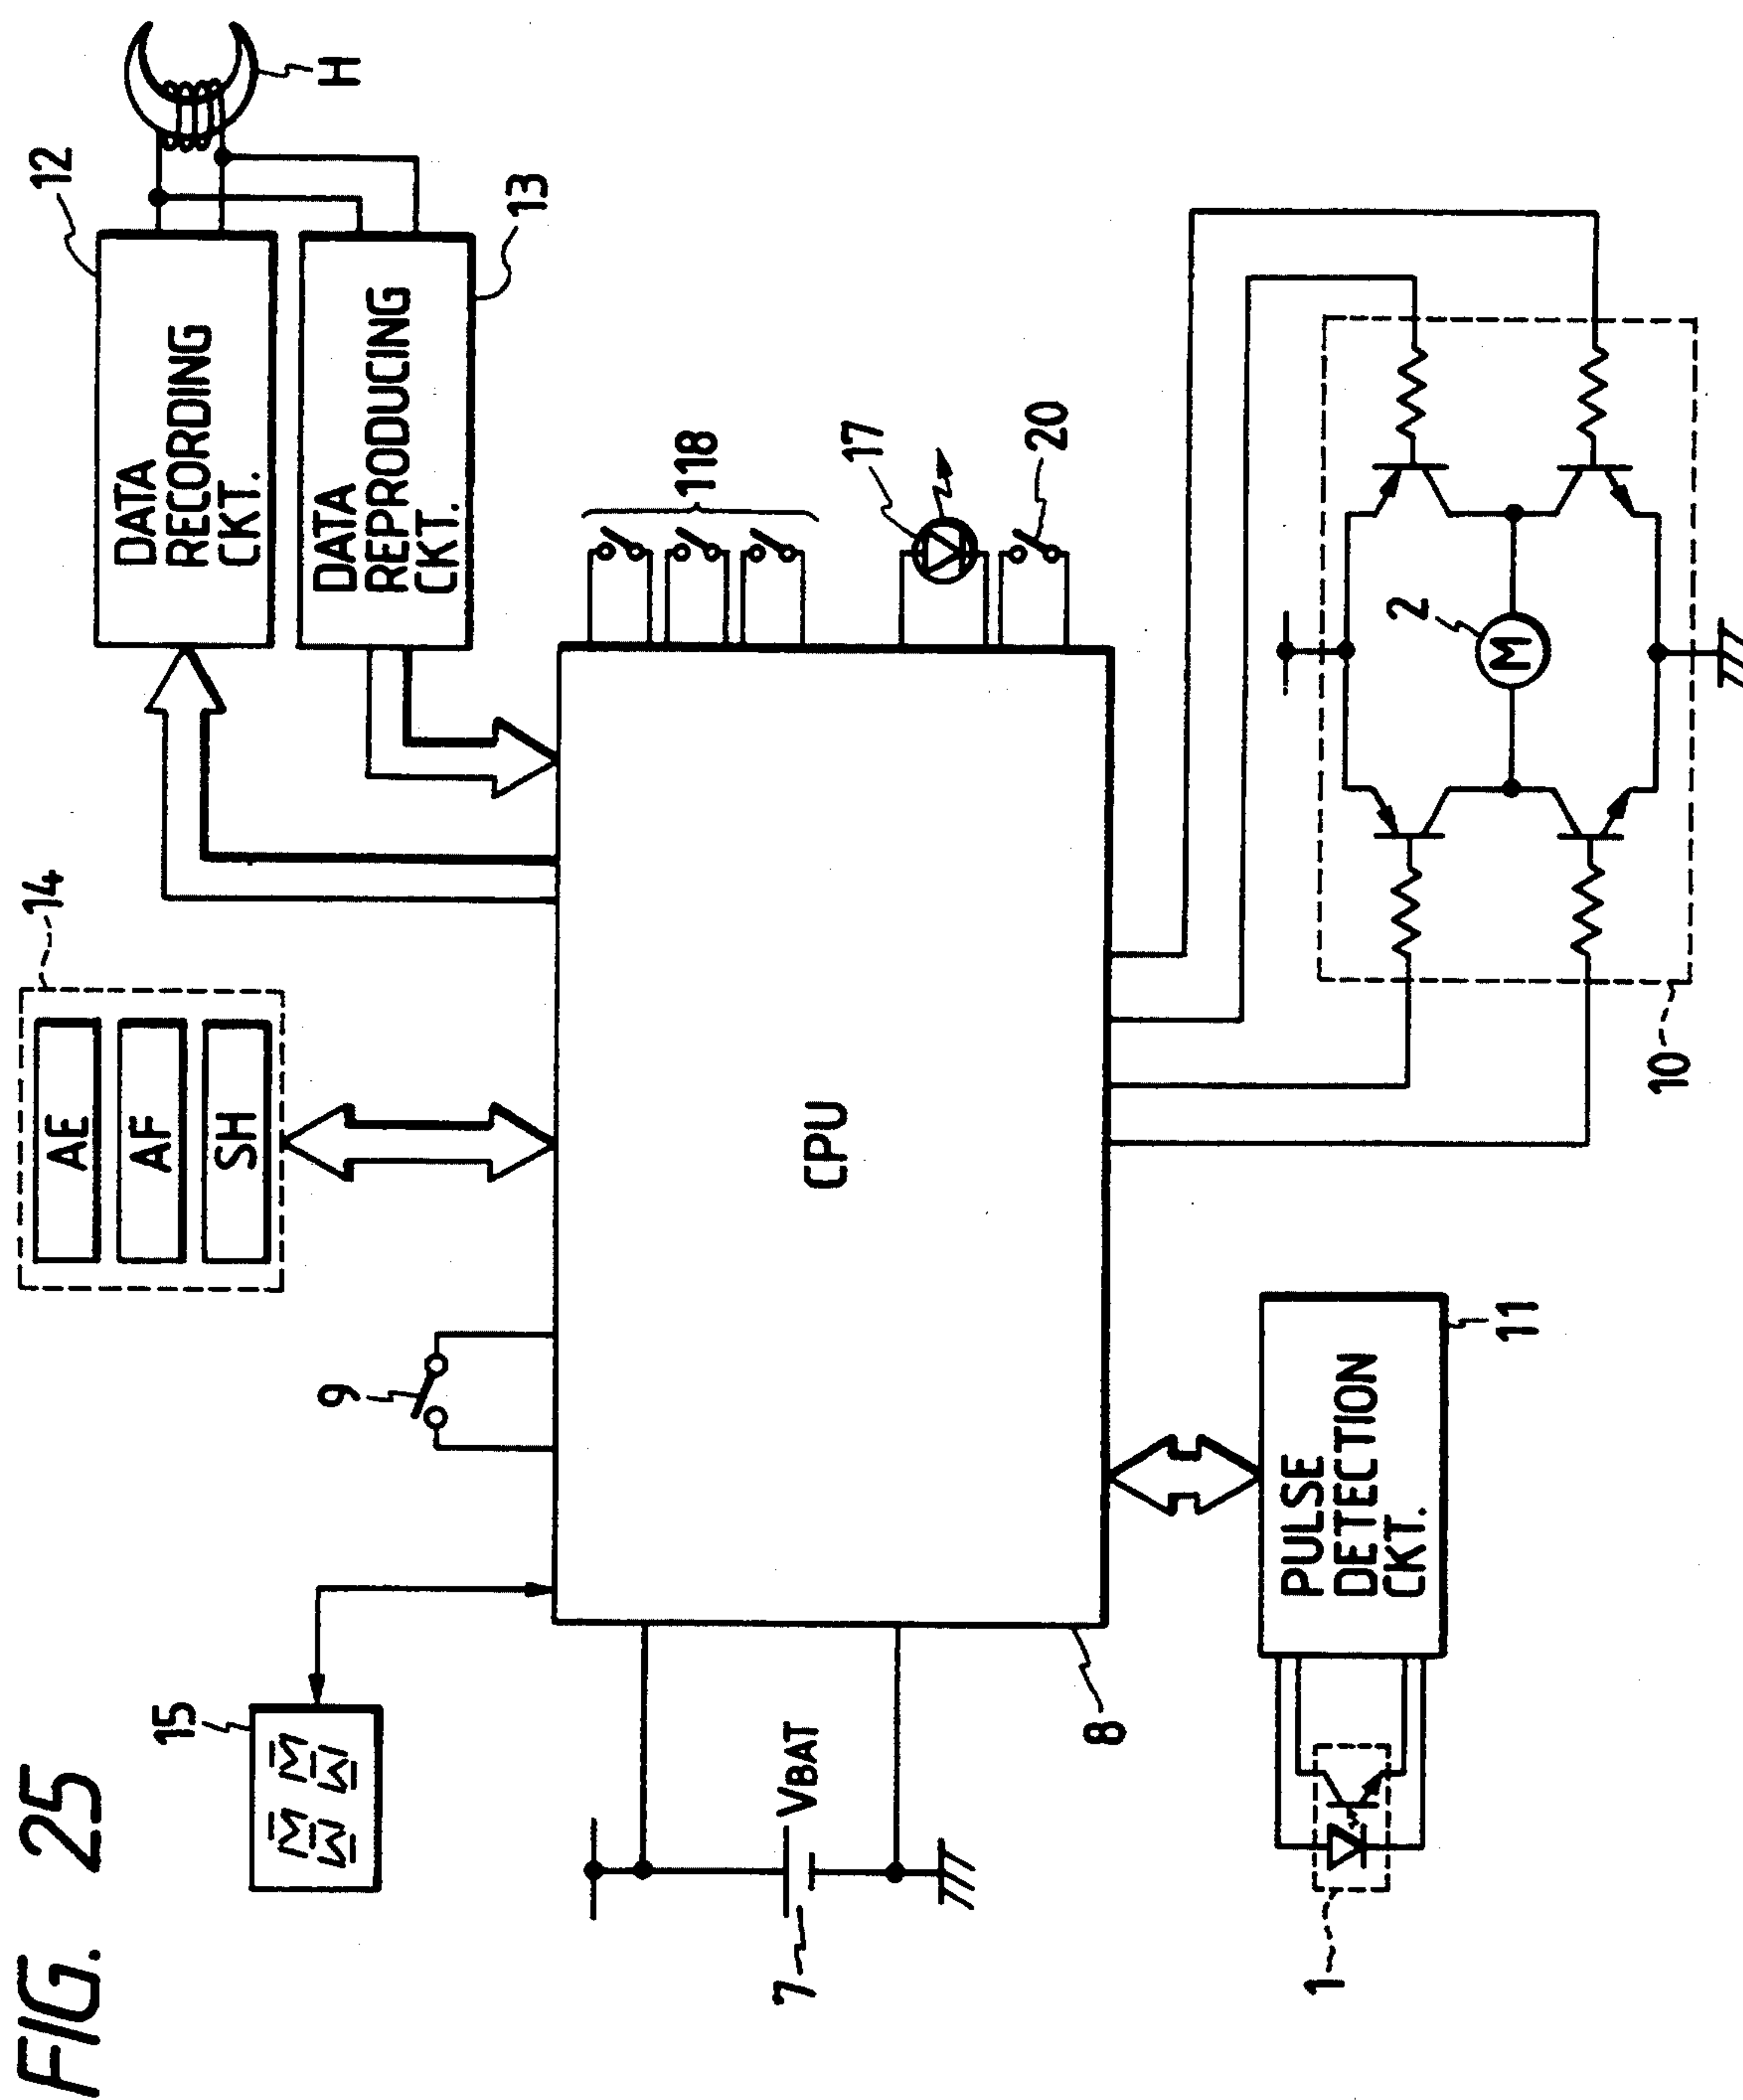 FIG. 25
15
9
14
AE
AF
SH
12
DATA
RECORDING
CKT.
H
DATA
REPRODUCING
CKT.
13
118
17
20
7
VBAT
CPU
8
1
PULSE
DETECTION
CKT.
11
10
2
M